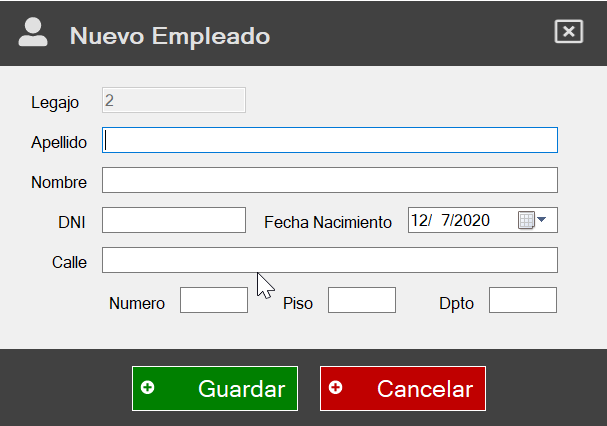 Nuevo Empleado
Legajo 2
Apellido
Nombre
DNI Fecha Nacimiento 12/ 7/2020
Calle
Numero Piso Dpto
Guardar Cancelar